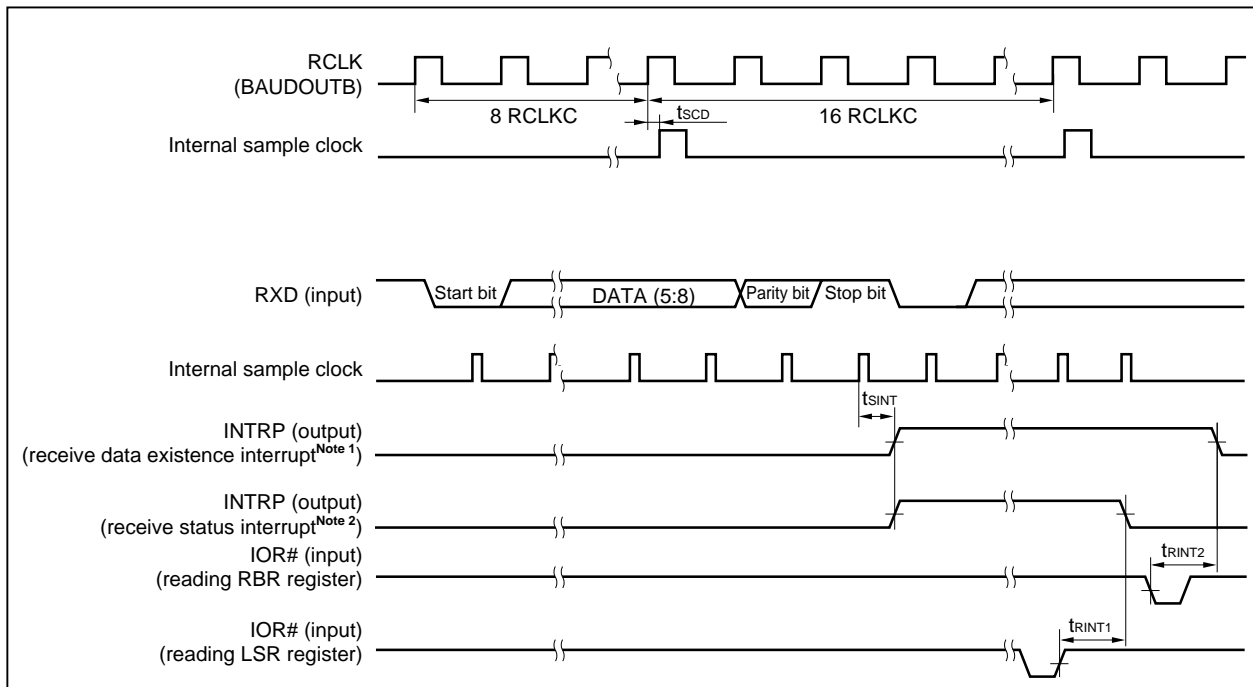 RCLK
(BAUDOUTB)
8 RCLKC
16 RCLKC
tSCD
Internal sample clock
RXD (input)
Start bit
DATA (5:8)
Parity bit
Stop bit
Internal sample clock
tSINT
INTRP (output)
(receive data existence interruptNote 1)
INTRP (output)
(receive status interruptNote 2)
IOR# (input)
(reading RBR register)
tRINT2
IOR# (input)
(reading LSR register)
tRINT1